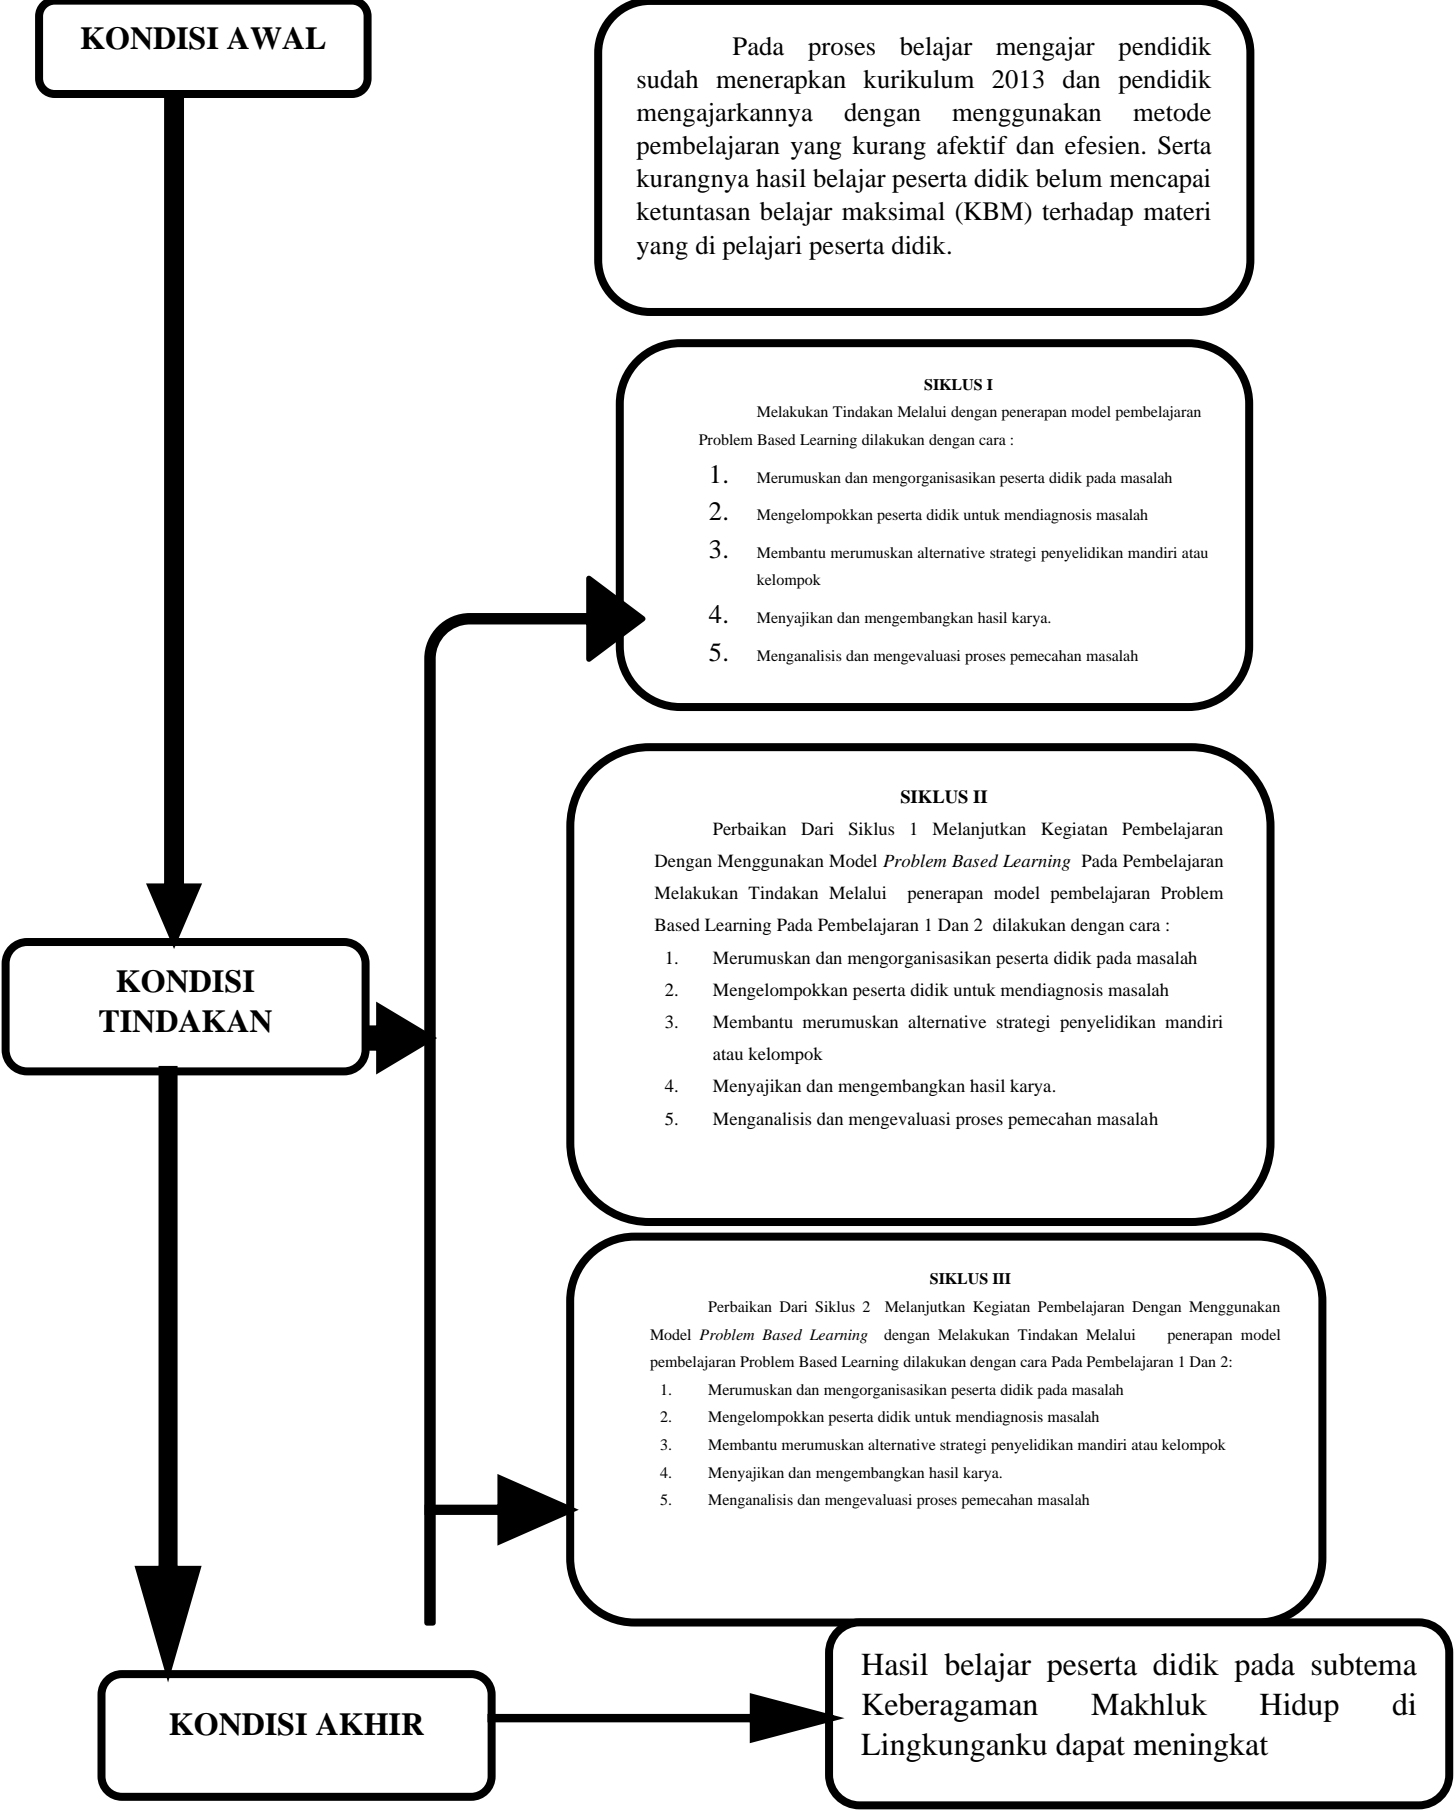 KONDISI AWAL
Pada proses belajar mengajar pendidik
sudah menerapkan kurikulum 2013 dan pendidik
mengajarkannya dengan menggunakan metode
pembelajaran yang kurang afektif dan efesien. Serta
kurangnya hasil belajar peserta didik belum mencapai
ketuntasan belajar maksimal (KBM) terhadap materi
yang di pelajari peserta didik.
SIKLUS I
Melakukan Tindakan Melalui dengan penerapan model pembelajaran
Problem Based Learning dilakukan dengan cara :
1. Merumuskan dan mengorganisasikan peserta didik pada masalah
2. Mengelompokkan peserta didik untuk mendiagnosis masalah
3. Membantu merumuskan alternative strategi penyelidikan mandiri atau
kelompok
4. Menyajikan dan mengembangkan hasil karya.
5. Menganalisis dan mengevaluasi proses pemecahan masalah
SIKLUS II
Perbaikan Dari Siklus 1 Melanjutkan Kegiatan Pembelajaran
Dengan Menggunakan Model Problem Based Learning Pada Pembelajaran
Melakukan Tindakan Melalui penerapan model pembelajaran Problem
Based Learning Pada Pembelajaran 1 Dan 2 dilakukan dengan cara :
1. Merumuskan dan mengorganisasikan peserta didik pada masalah
2. Mengelompokkan peserta didik untuk mendiagnosis masalah
3. Membantu merumuskan alternative strategi penyelidikan mandiri
atau kelompok
4. Menyajikan dan mengembangkan hasil karya.
5. Menganalisis dan mengevaluasi proses pemecahan masalah
KONDISI
TINDAKAN
SIKLUS III
Perbaikan Dari Siklus 2 Melanjutkan Kegiatan Pembelajaran Dengan Menggunakan
Model Problem Based Learning dengan Melakukan Tindakan Melalui penerapan model
pembelajaran Problem Based Learning dilakukan dengan cara Pada Pembelajaran 1 Dan 2:
1. Merumuskan dan mengorganisasikan peserta didik pada masalah
2. Mengelompokkan peserta didik untuk mendiagnosis masalah
3. Membantu merumuskan alternative strategi penyelidikan mandiri atau kelompok
4. Menyajikan dan mengembangkan hasil karya.
5. Menganalisis dan mengevaluasi proses pemecahan masalah
KONDISI AKHIR
Hasil belajar peserta didik pada subtema
Keberagaman Makhluk Hidup di
Lingkunganku dapat meningkat